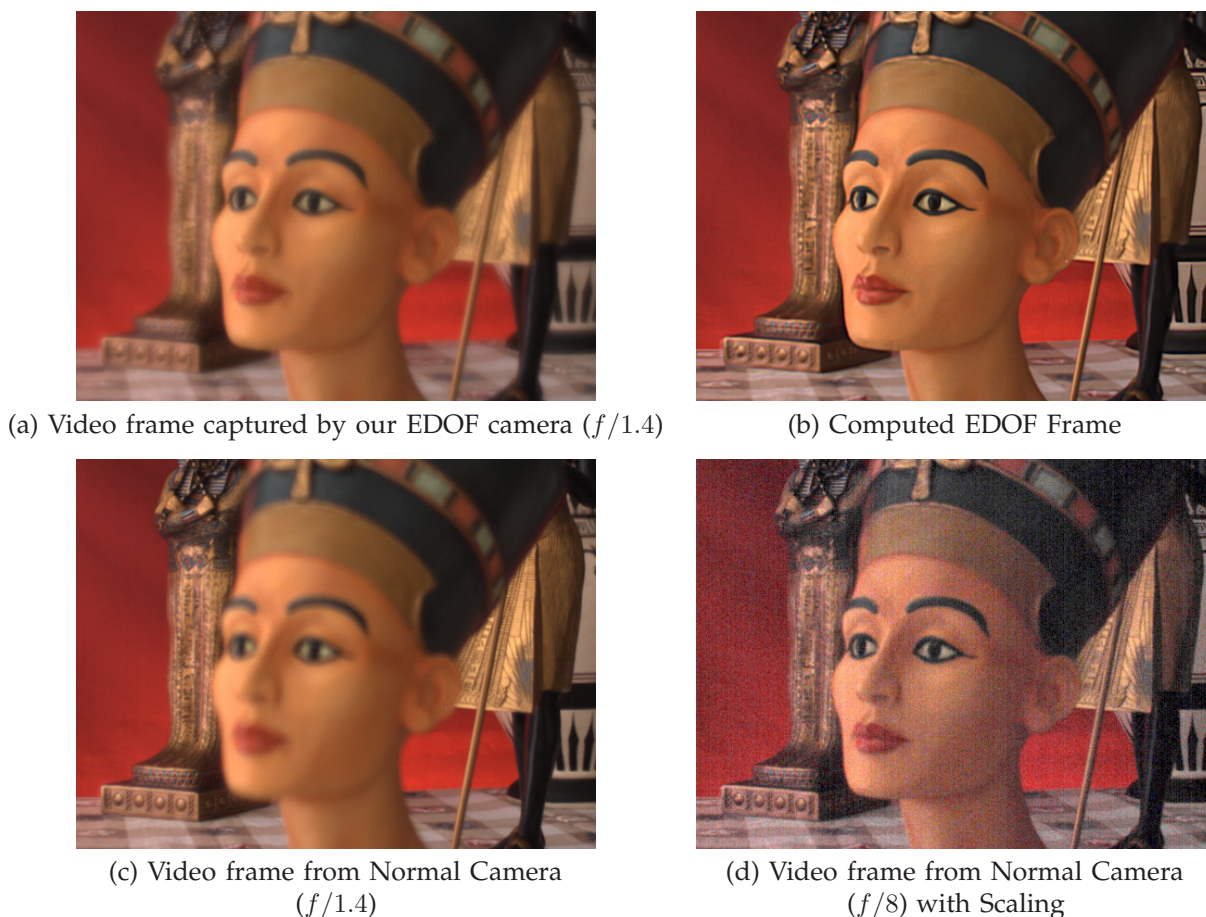 (a) Video frame captured by our EDOF camera (f/1.4)
(b) Computed EDOF Frame
(c) Video frame from Normal Camera
(f/1.4)
(d) Video frame from Normal Camera
(f/8) with Scaling